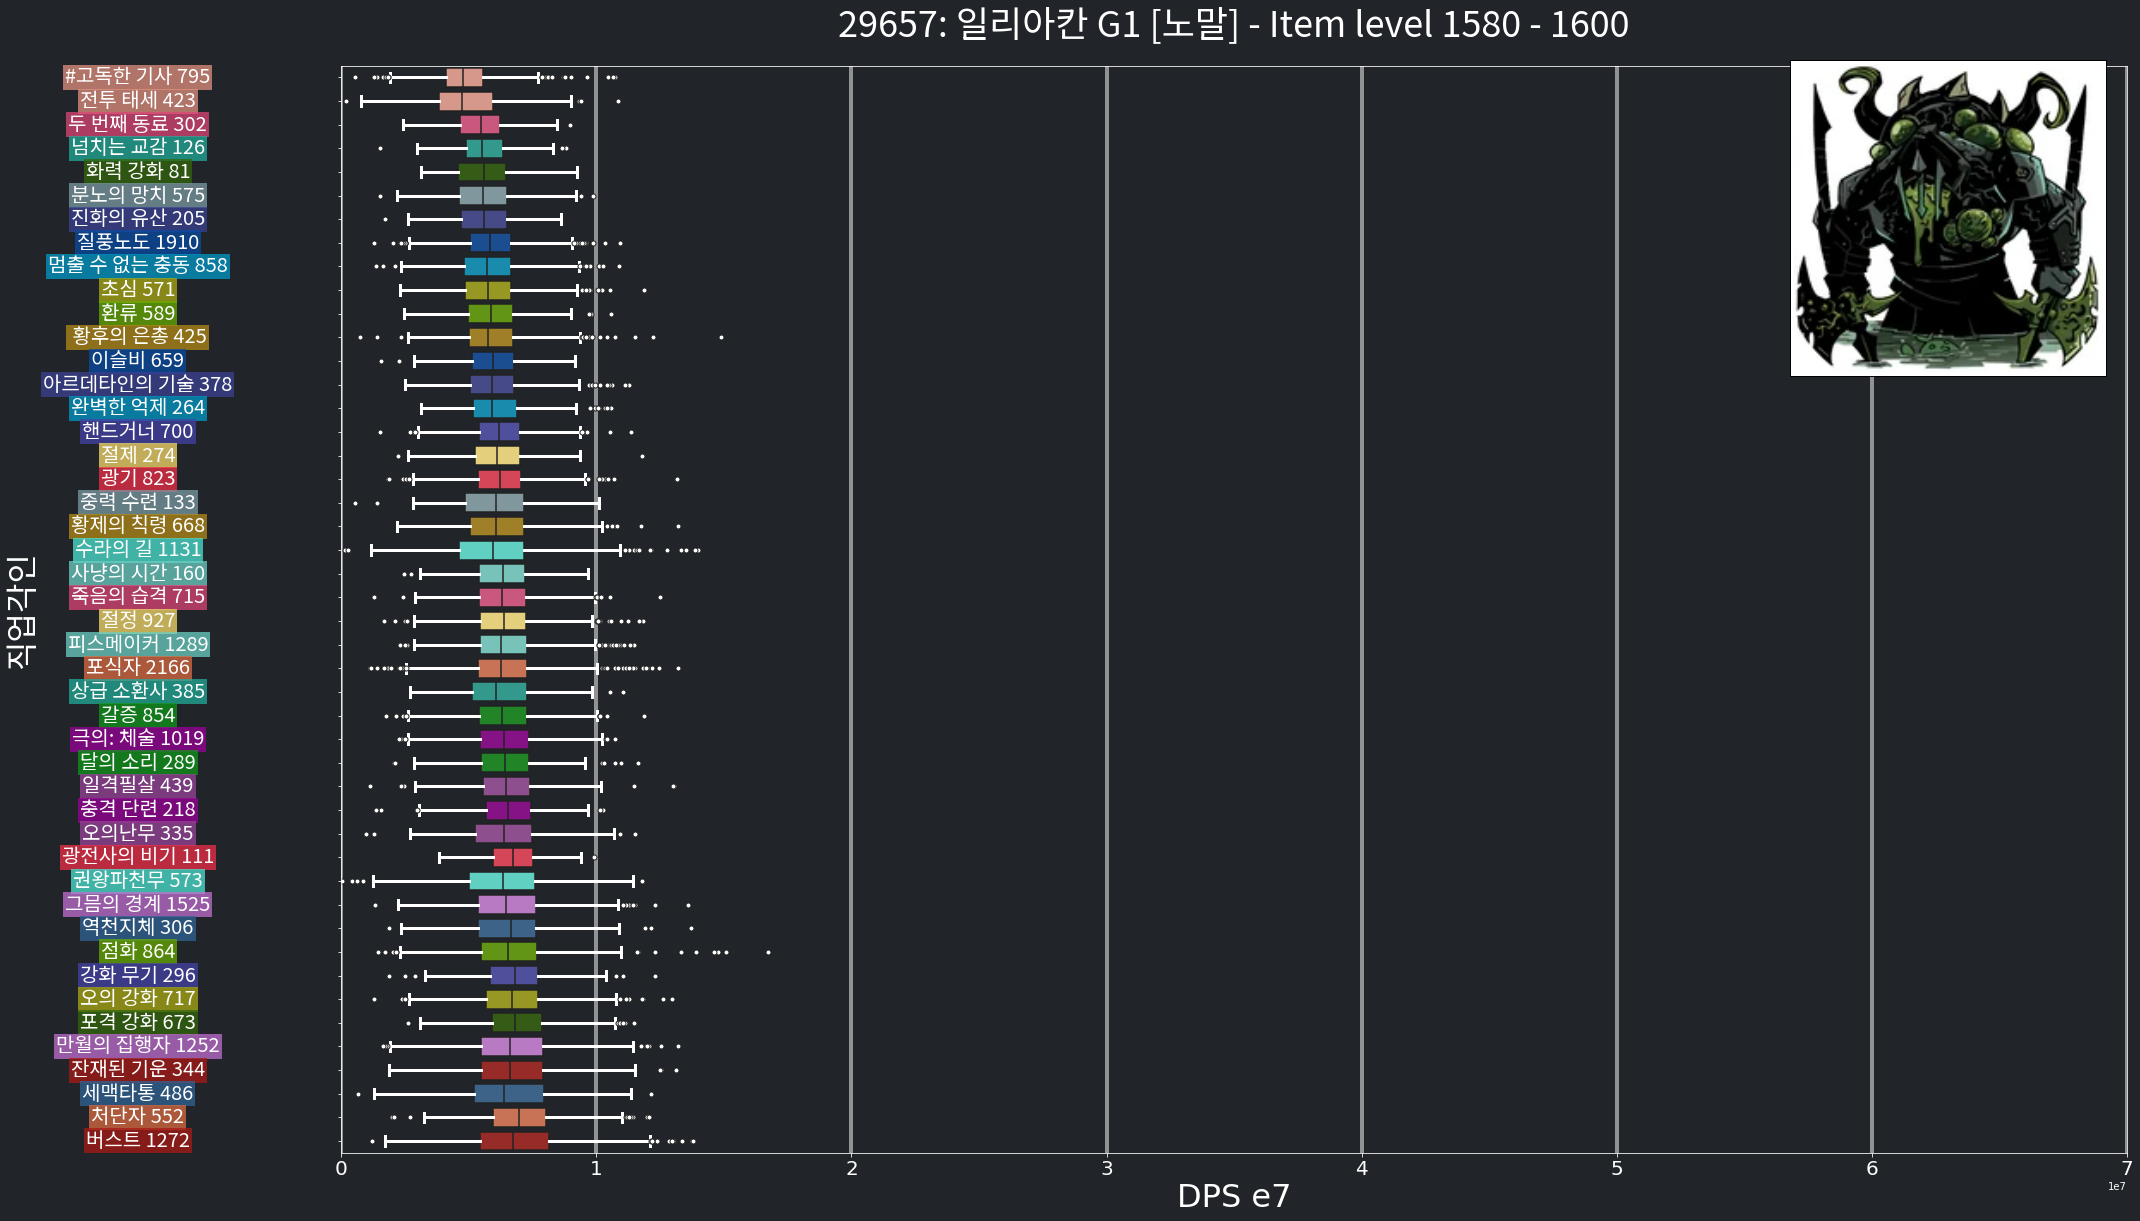 29657: 일리아칸 G1 [노말] - Item level 1580 - 1600
#고독한 기사 795
전투 태세 423
두 번째 동료 302
넘치는 교감 126
화력 강화 81
분노의 망치 575
진화의 유산 205
질풍노도 1910
멈출 수 없는 충동 858
초심 571
환류 589
황후의 은총 425
이슬비 659
아르데타인의 기술 378
완벽한 억제 264
핸드거너 700
절제 274
광기 823
중력 수련 133
황제의 칙령 668
수라의 길 1131
사냥의 시간 160
죽음의 습격 715
절정 927
피스메이커 1289
포식자 2166
상급 소환사 385
갈증 854
극의: 체술 1019
달의 소리 289
일격필살 439
충격 단련 218
오의난무 335
광전사의 비기 111
권왕파천무 573
그믐의 경계 1525
역천지체 306
점화 864
강화 무기 296
오의 강화 717
포격 강화 673
만월의 집행자 1252
잔재된 기운 344
세맥타통 486
처단자 552
버스트 1272
직업각인
0 1 2 3 4 5 6 7
1e7
DPS e7